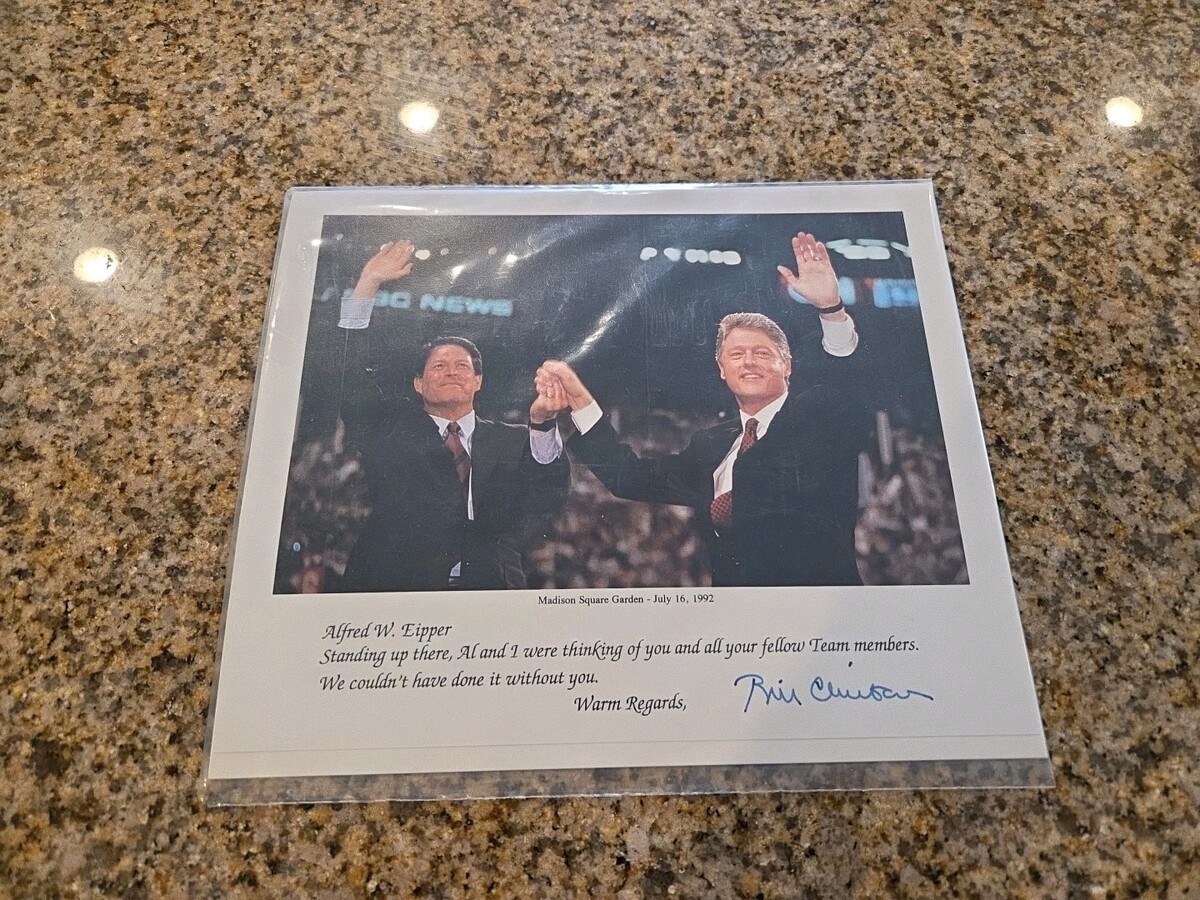 NBC NEWS
Madison Square Garden - July 16, 1992
Alfred W. Eipper
Standing up there, Al and I were thinking of you and all your fellow Team members.
We couldn't have done it without you.
Warm Regards,
Bill Clinton